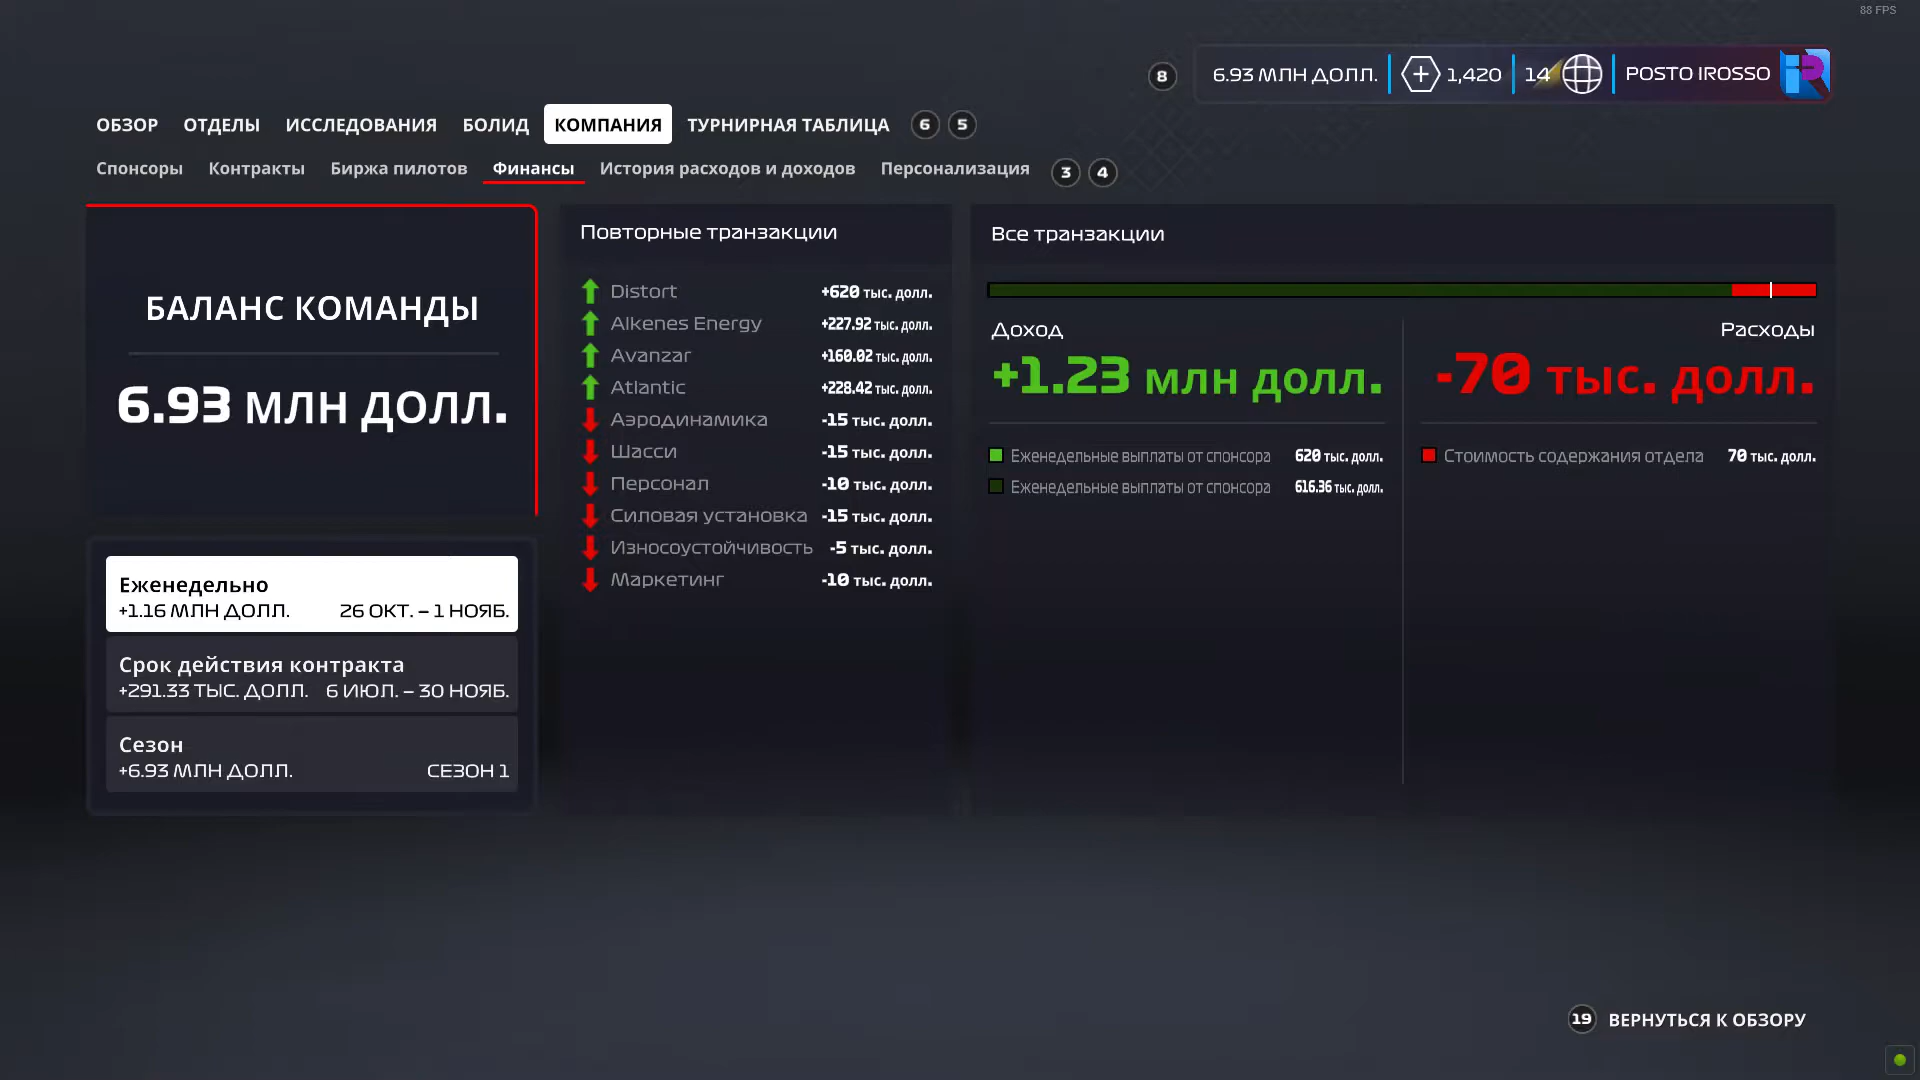 88 FPS
8 6.93 МЛН ДОЛЛ. 1,420 14 POSTO IROSSO
ОБЗОР ОТДЕЛЫ ИССЛЕДОВАНИЯ БОЛИД КОМПАНИЯ ТУРНИРНАЯ ТАБЛИЦА 6 5
Спонсоры Контракты Биржа пилотов Финансы История расходов и доходов Персонализация 3 4
БАЛАНС КОМАНДЫ
6.93 МЛН ДОЛЛ.
Еженедельно
+1.16 МЛН ДОЛЛ. 26 ОКТ. – 1 НОЯБ.
Срок действия контракта
+291.33 ТЫС. ДОЛЛ. 6 ИЮЛ. – 30 НОЯБ.
Сезон
+6.93 МЛН ДОЛЛ. СЕЗОН 1
Повторные транзакции
Distort +620 тыс. долл.
Alkenes Energy +227.92 тыс. долл.
Avanzar +160.02 тыс. долл.
Atlantic +228.42 тыс. долл.
Аэродинамика -15 тыс. долл.
Шасси -15 тыс. долл.
Персонал -10 тыс. долл.
Силовая установка -15 тыс. долл.
Износоустойчивость -5 тыс. долл.
Маркетинг -10 тыс. долл.
Все транзакции
Доход
+1.23 млн долл.
Еженедельные выплаты от спонсора 620 тыс. долл.
Еженедельные выплаты от спонсора 616.36 тыс. долл.
Расходы
-70 тыс. долл.
Стоимость содержания отдела 70 тыс. долл.
19 ВЕРНУТЬСЯ К ОБЗОРУ